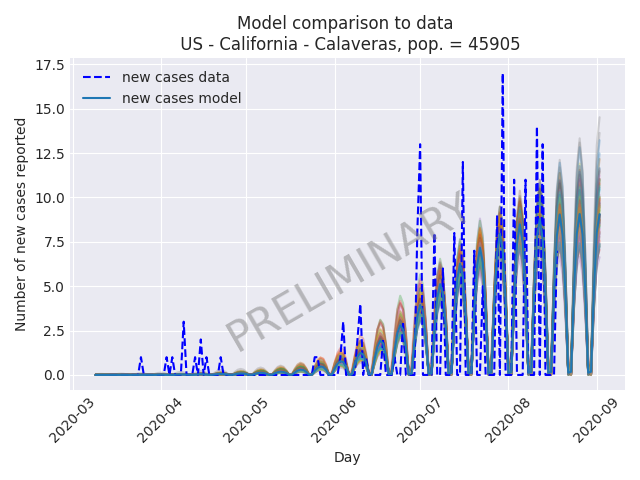 Model comparison to data
US - California - Calaveras, pop. = 45905
new cases data
new cases model
Number of new cases reported
17.5
15.0
12.5
10.0
7.5
5.0
2.5
0.0
PRELIMINARY
2020-03
2020-04
2020-05
2020-06
2020-07
2020-08
2020-09
Day